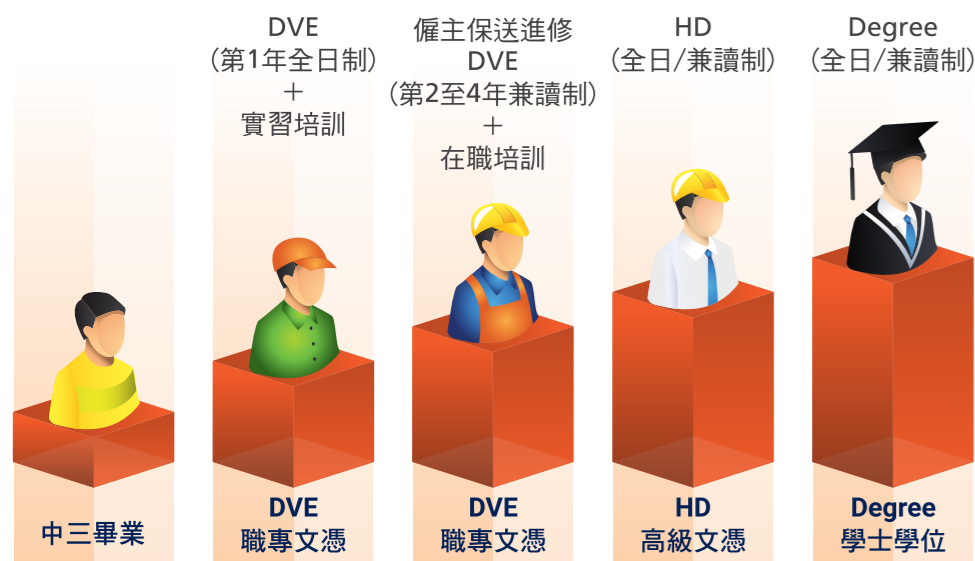 DVE
（第1年全日制）
＋
實習培訓
僱主保送進修
DVE
（第2至4年兼讀制）
＋
在職培訓
HD
（全日/兼讀制）
Degree
（全日/兼讀制）
中三畢業
DVE
職專文憑
DVE
職專文憑
HD
高級文憑
Degree
學士學位